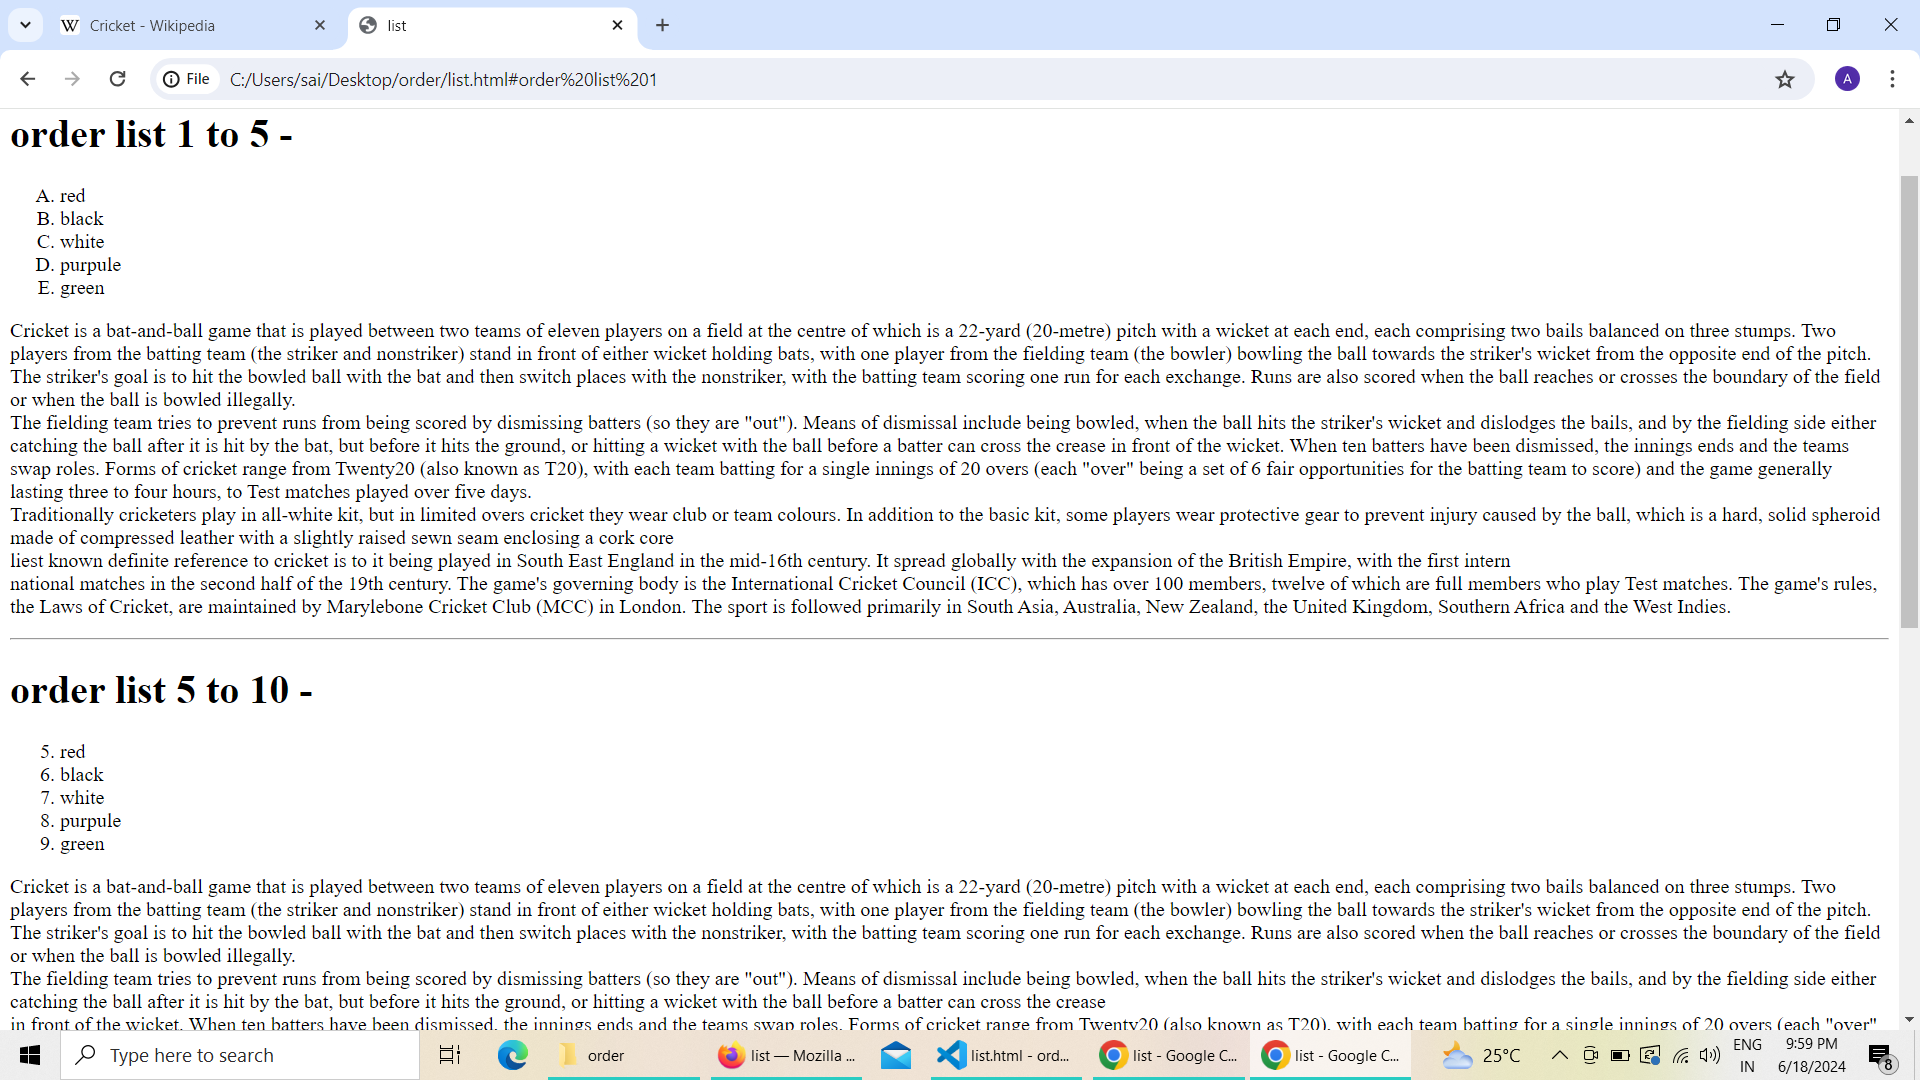 Cricket - Wikipedia
list
File
C:/Users/sai/Desktop/order/list.html#order%20list%201
A
order list 1 to 5 -
A. red
B. black
C. white
D. purpule
E. green
Cricket is a bat-and-ball game that is played between two teams of eleven players on a field at the centre of which is a 22-yard (20-metre) pitch with a wicket at each end, each comprising two bails balanced on three stumps. Two
players from the batting team (the striker and nonstriker) stand in front of either wicket holding bats, with one player from the fielding team (the bowler) bowling the ball towards the striker's wicket from the opposite end of the pitch.
The striker's goal is to hit the bowled ball with the bat and then switch places with the nonstriker, with the batting team scoring one run for each exchange. Runs are also scored when the ball reaches or crosses the boundary of the field
or when the ball is bowled illegally.
The fielding team tries to prevent runs from being scored by dismissing batters (so they are "out"). Means of dismissal include being bowled, when the ball hits the striker's wicket and dislodges the bails, and by the fielding side either
catching the ball after it is hit by the bat, but before it hits the ground, or hitting a wicket with the ball before a batter can cross the crease in front of the wicket. When ten batters have been dismissed, the innings ends and the teams
swap roles. Forms of cricket range from Twenty20 (also known as T20), with each team batting for a single innings of 20 overs (each "over" being a set of 6 fair opportunities for the batting team to score) and the game generally
lasting three to four hours, to Test matches played over five days.
Traditionally cricketers play in all-white kit, but in limited overs cricket they wear club or team colours. In addition to the basic kit, some players wear protective gear to prevent injury caused by the ball, which is a hard, solid spheroid
made of compressed leather with a slightly raised sewn seam enclosing a cork core
liest known definite reference to cricket is to it being played in South East England in the mid-16th century. It spread globally with the expansion of the British Empire, with the first intern
national matches in the second half of the 19th century. The game's governing body is the International Cricket Council (ICC), which has over 100 members, twelve of which are full members who play Test matches. The game's rules,
the Laws of Cricket, are maintained by Marylebone Cricket Club (MCC) in London. The sport is followed primarily in South Asia, Australia, New Zealand, the United Kingdom, Southern Africa and the West Indies.
order list 5 to 10 -
5. red
6. black
7. white
8. purpule
9. green
Cricket is a bat-and-ball game that is played between two teams of eleven players on a field at the centre of which is a 22-yard (20-metre) pitch with a wicket at each end, each comprising two bails balanced on three stumps. Two
players from the batting team (the striker and nonstriker) stand in front of either wicket holding bats, with one player from the fielding team (the bowler) bowling the ball towards the striker's wicket from the opposite end of the pitch.
The striker's goal is to hit the bowled ball with the bat and then switch places with the nonstriker, with the batting team scoring one run for each exchange. Runs are also scored when the ball reaches or crosses the boundary of the field
or when the ball is bowled illegally.
The fielding team tries to prevent runs from being scored by dismissing batters (so they are "out"). Means of dismissal include being bowled, when the ball hits the striker's wicket and dislodges the bails, and by the fielding side either
catching the ball after it is hit by the bat, but before it hits the ground, or hitting a wicket with the ball before a batter can cross the crease
in front of the wicket. When ten batters have been dismissed, the innings ends and the teams swap roles. Forms of cricket range from Twenty20 (also known as T20), with each team batting for a single innings of 20 overs (each "over"
Type here to search
order
list — Mozilla ...
list.html - ord...
list - Google C...
list - Google C...
25°C
ENG
IN
9:59 PM
6/18/2024
8